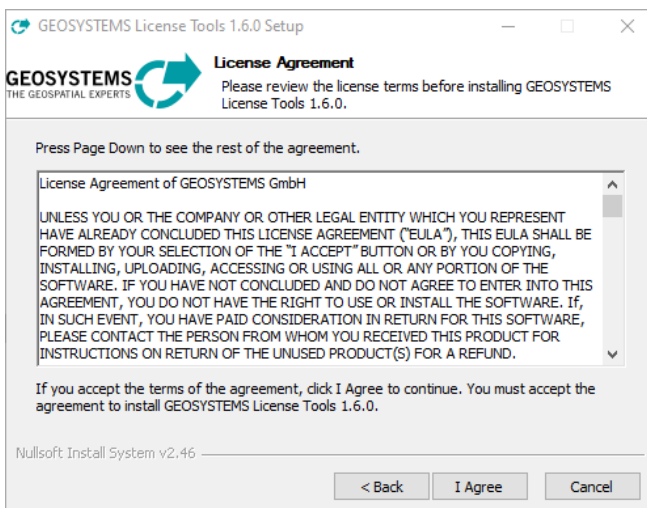 GEOSYSTEMS License Tools 1.6.0 Setup
GEOSYSTEMS
THE GEOSPATIAL EXPERTS
License Agreement
Please review the license terms before installing GEOSYSTEMS
License Tools 1.6.0.
Press Page Down to see the rest of the agreement.
License Agreement of GEOSYSTEMS GmbH
UNLESS YOU OR THE COMPANY OR OTHER LEGAL ENTITY WHICH YOU REPRESENT
HAVE ALREADY CONCLUDED THIS LICENSE AGREEMENT ("EULA"), THIS EULA SHALL BE
FORMED BY YOUR SELECTION OF THE "I ACCEPT" BUTTON OR BY YOU COPYING,
INSTALLING, UPLOADING, ACCESSING OR USING ALL OR ANY PORTION OF THE
SOFTWARE. IF YOU HAVE NOT CONCLUDED AND DO NOT AGREE TO ENTER INTO THIS
AGREEMENT, YOU DO NOT HAVE THE RIGHT TO USE OR INSTALL THE SOFTWARE. If,
IN SUCH EVENT, YOU HAVE PAID CONSIDERATION IN RETURN FOR THIS SOFTWARE,
PLEASE CONTACT THE PERSON FROM WHOM YOU RECEIVED THIS PRODUCT FOR
INSTRUCTIONS ON RETURN OF THE UNUSED PRODUCT(S) FOR A REFUND.
If you accept the terms of the agreement, click I Agree to continue. You must accept the
agreement to install GEOSYSTEMS License Tools 1.6.0.
Nullsoft Install System v2.46
< Back
I Agree
Cancel